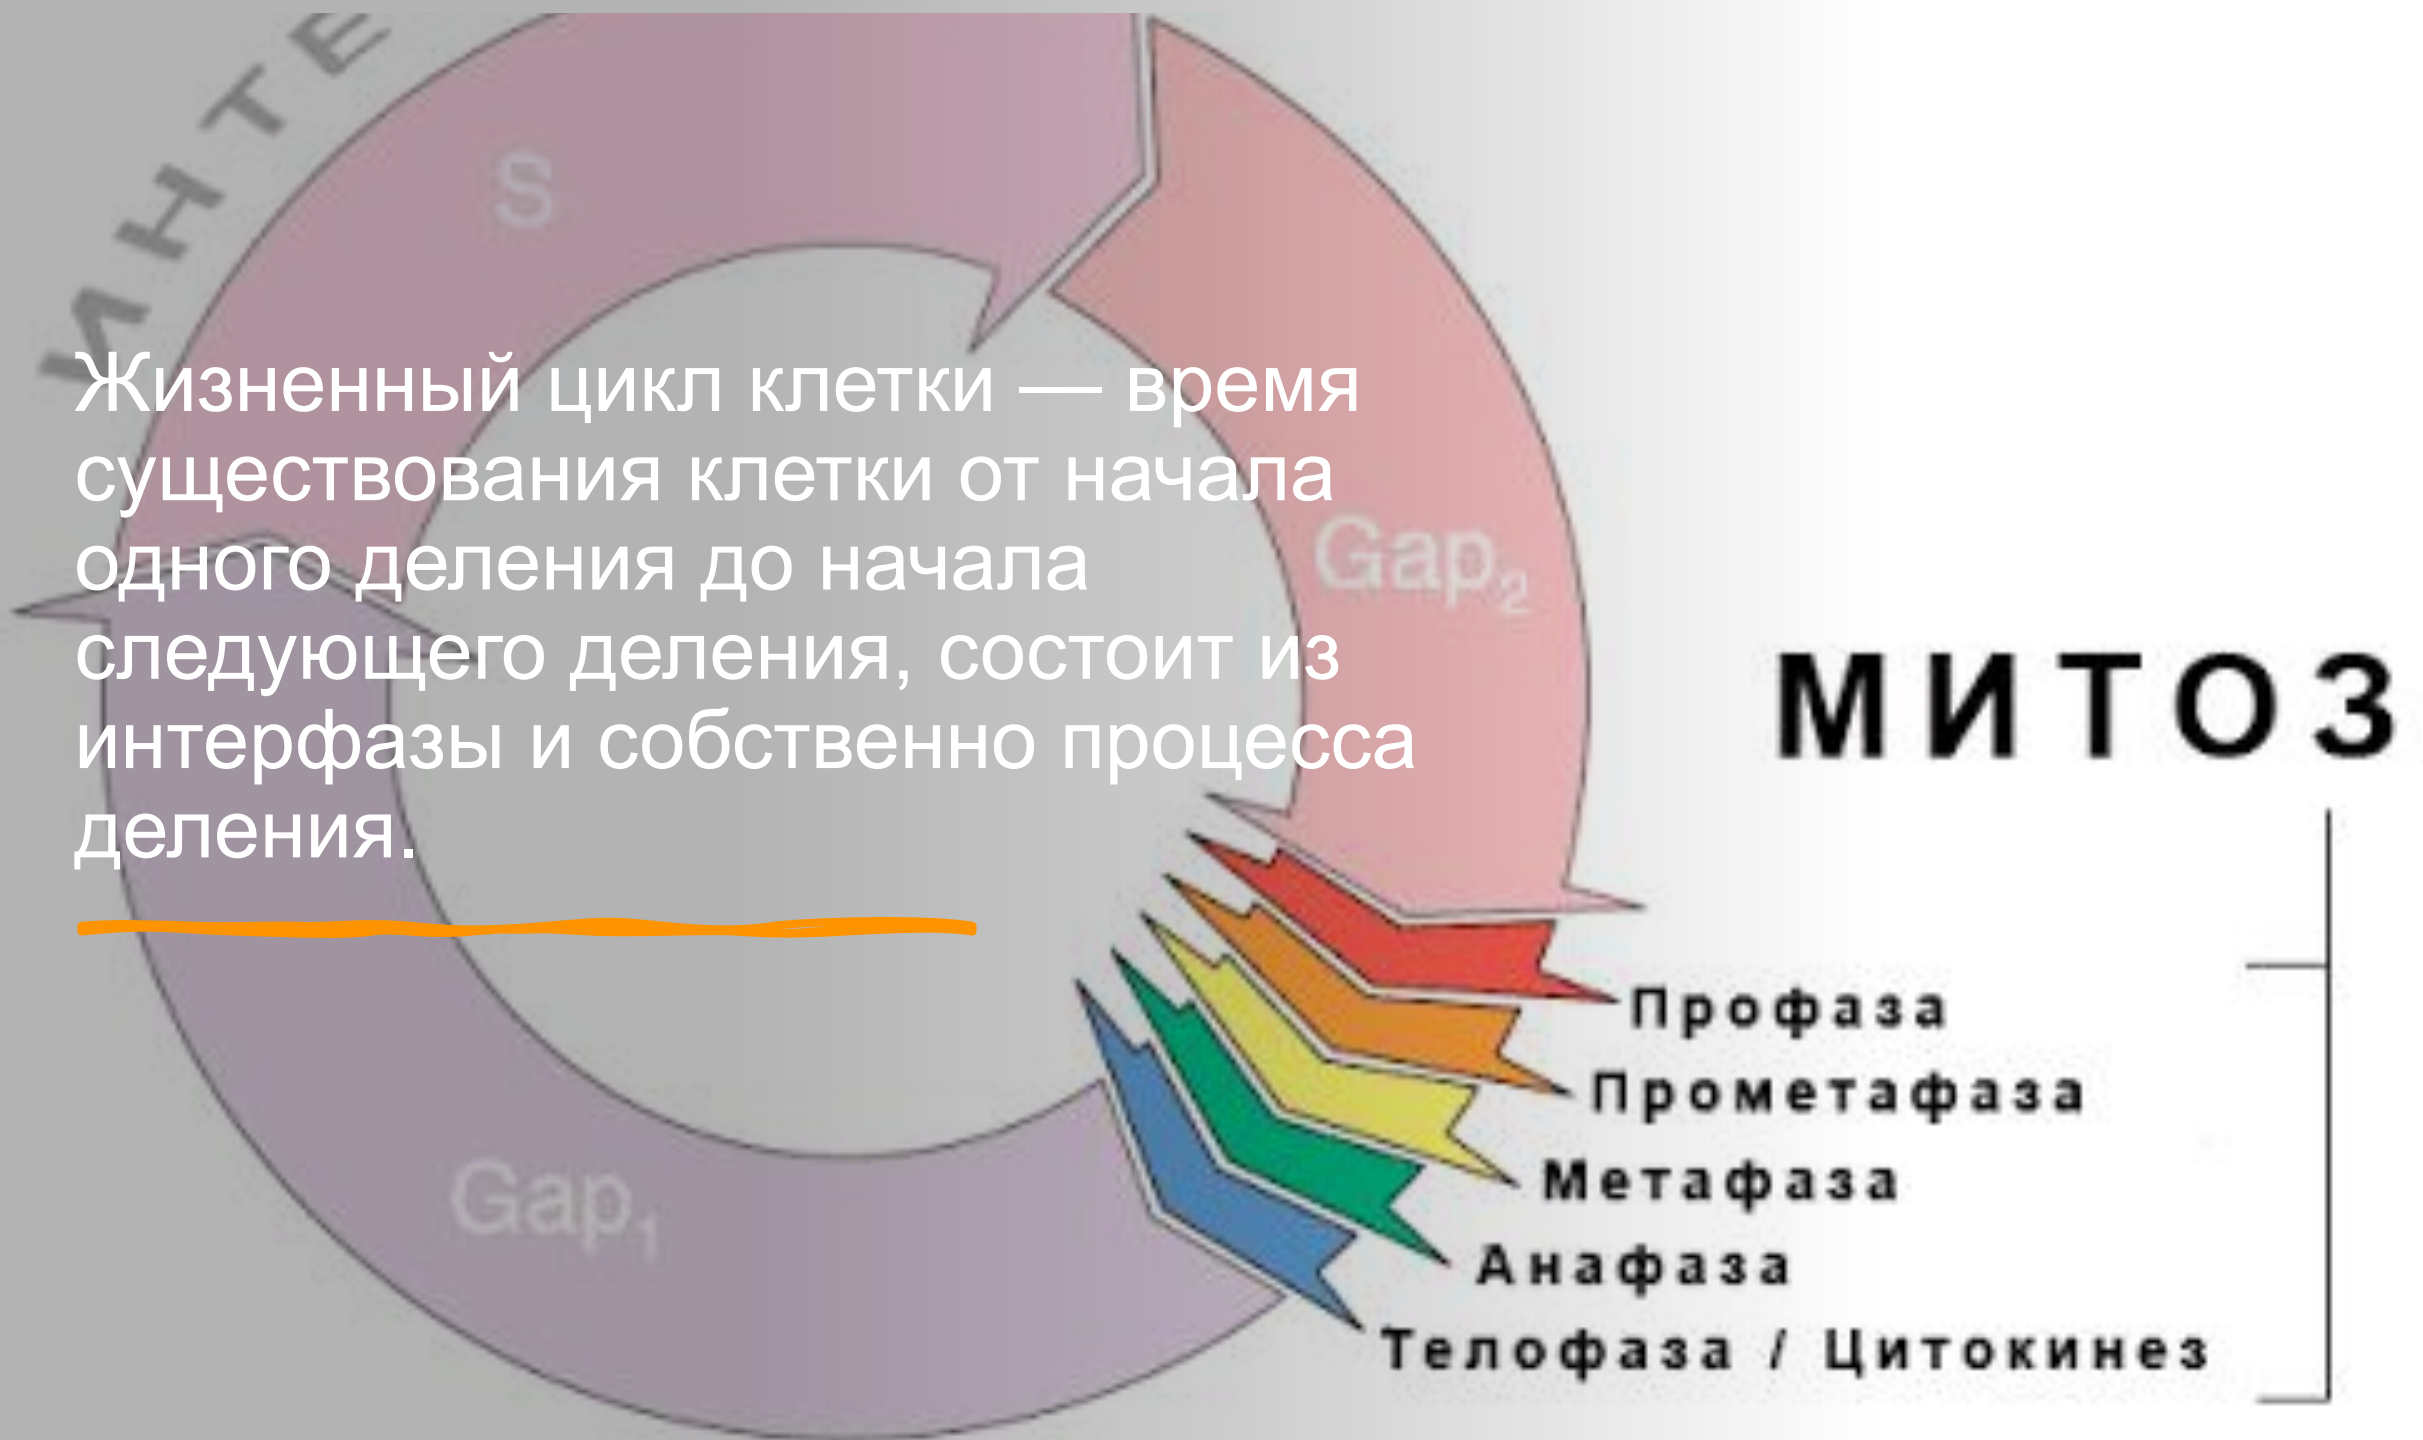 ИНТЕ
S
Жизненный цикл клетки — время
существования клетки от начала
одного деления до начала
следующего деления, состоит из
интерфазы и собственно процесса
деления.
Gap₂
МИТОЗ
Профаза
Прометафаза
Метафаза
Анафаза
Телофаза / Цитокинез
Gap₁